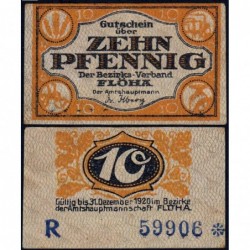 Gutschein
über
ZEHN
PFENNIG
Der Bezirks-Verband
FLÖHA
Der Amtshauptmann
10
Gültig bis 31. Dezember 1920 im Bezirke
der Amtshauptmannschaft FLÖHA.
R 59906 *